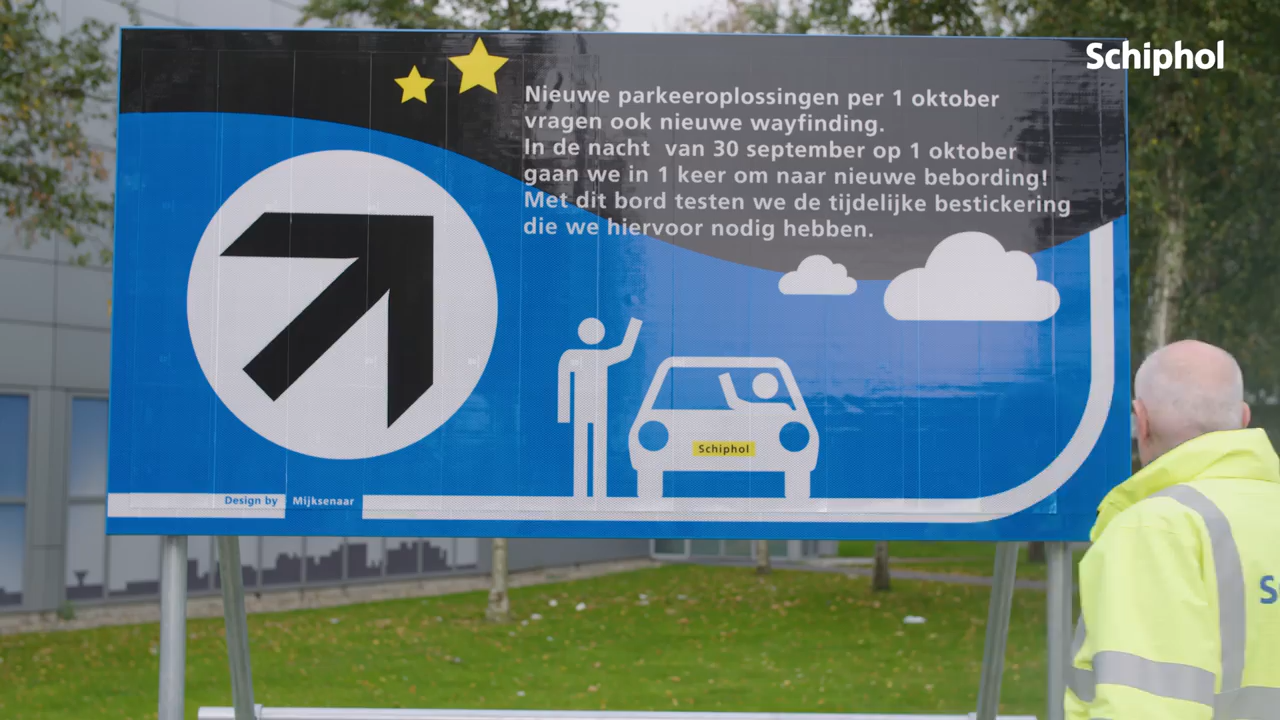 Schiphol
Nieuwe parkeeroplossingen per 1 oktober
vragen ook nieuwe wayfinding.
In de nacht van 30 september op 1 oktober
gaan we in 1 keer om naar nieuwe bebording!
Met dit bord testen we de tijdelijke bestickering
die we hiervoor nodig hebben.
Schiphol
Design by Mijksenaar
S